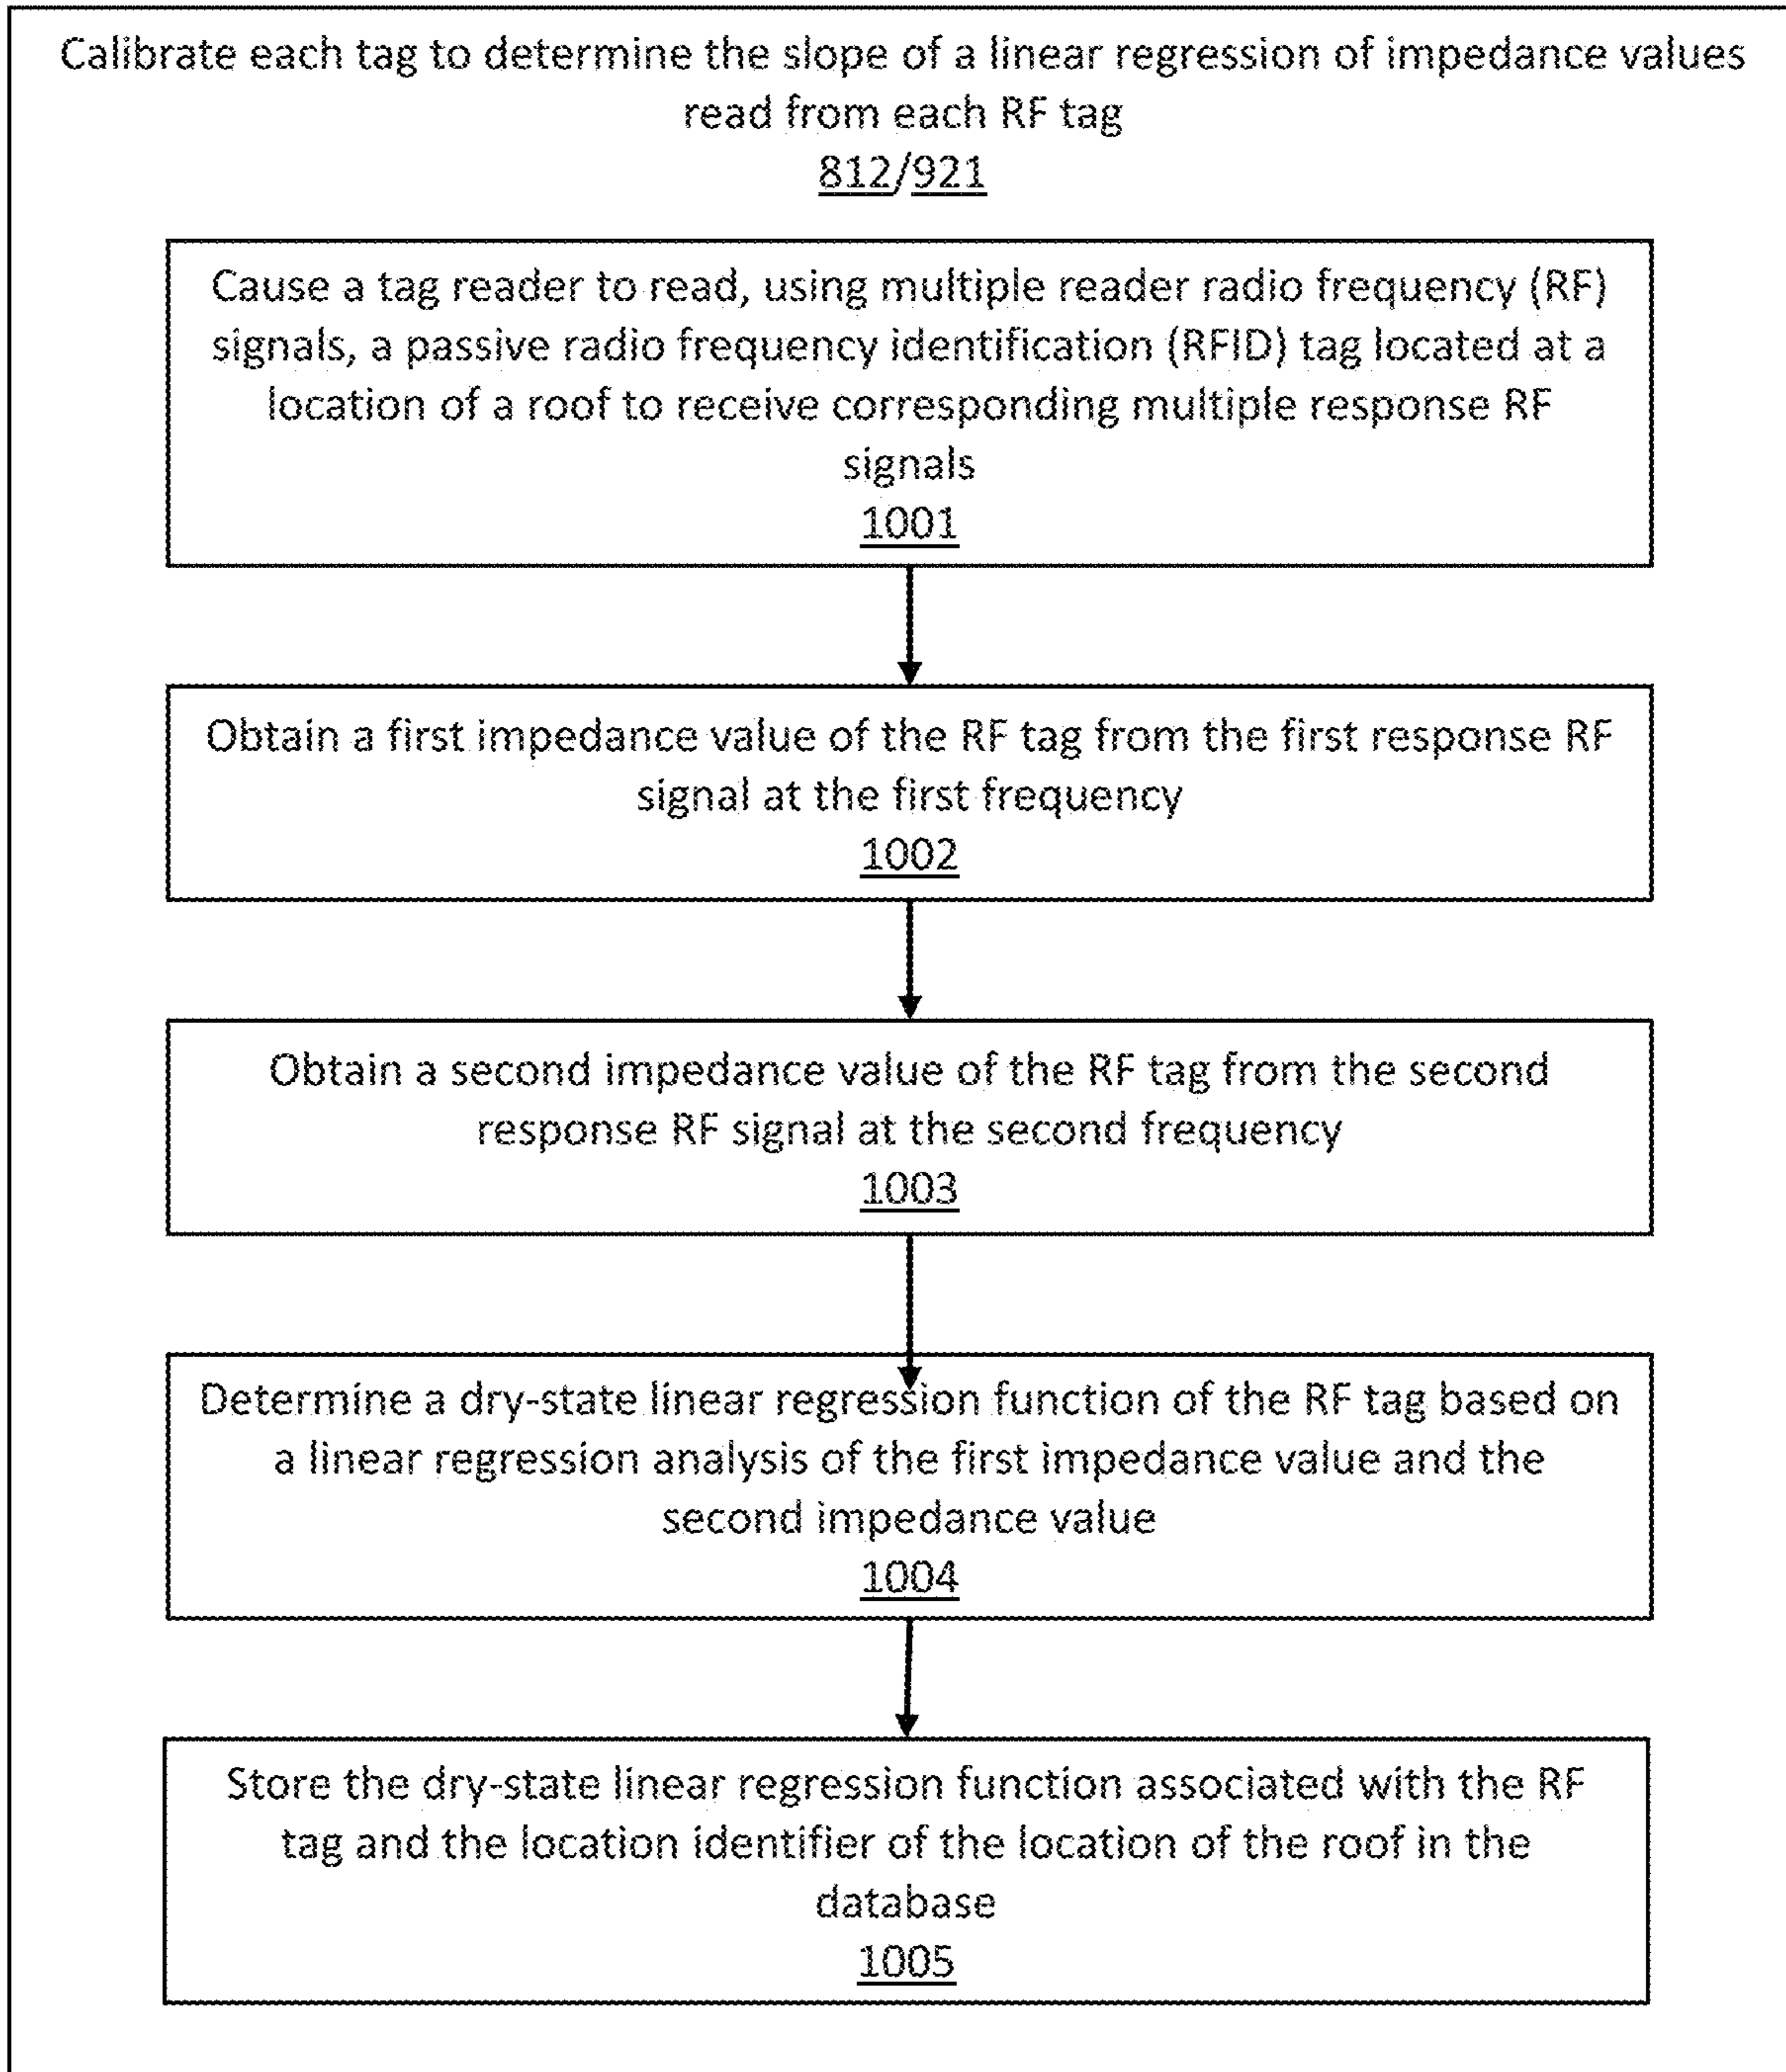 Calibrate each tag to determine the slope of a linear regression of impedance values
read from each RF tag
812/921
Cause a tag reader to read, using multiple reader radio frequency (RF)
signals, a passive radio frequency identification (RFID) tag located at a
location of a roof to receive corresponding multiple response RF
signals
1001
Obtain a first impedance value of the RF tag from the first response RF
signal at the first frequency
1002
Obtain a second impedance value of the RF tag from the second
response RF signal at the second frequency
1003
Determine a dry-state linear regression function of the RF tag based on
a linear regression analysis of the first impedance value and the
second impedance value
1004
Store the dry-state linear regression function associated with the RF
tag and the location identifier of the location of the roof in the
database
1005